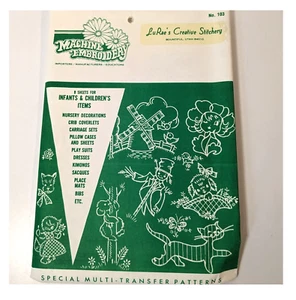 No. 102
MACHINE
EMBROIDERY
LeRae's Creative Stitchery
8 SHEETS FOR
INFANTS & CHILDREN'S
ITEMS
NURSERY DECORATIONS
CRIB COVERLETS
CARRIAGE SETS
PILLOW CASES
AND SHEETS
PLAY SUITS
DRESSES
KIMONOS
SACQUES
PLACE
MATS
BIBS
ETC.
SPECIAL MULTI-TRANSFER PATTERNS